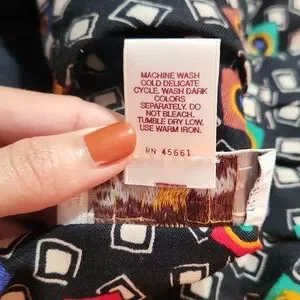 MACHINE WASH
COLD DELICATE
CYCLE. WASH DARK
COLORS
SEPARATELY. DO
NOT BLEACH.
TUMBLE DRY LOW.
USE WARM IRON.
RN 45661